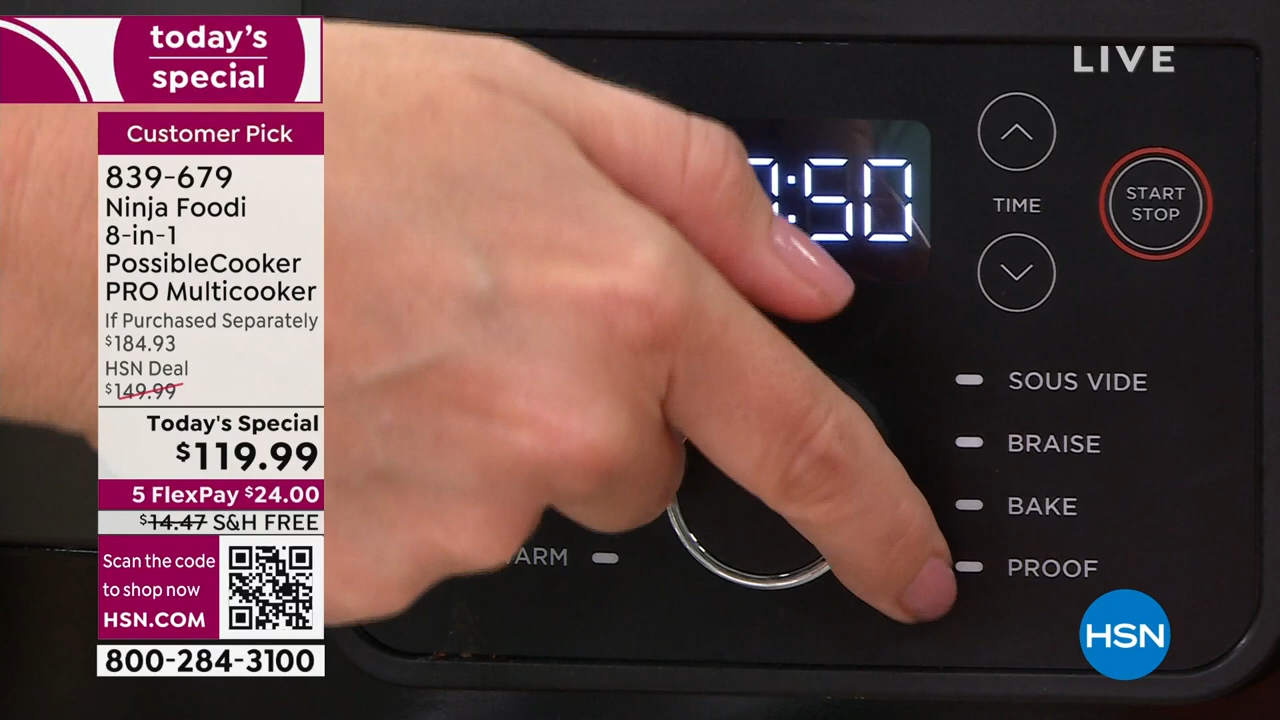 today's
special
Customer Pick
839-679
Ninja Foodi
8-in-1
PossibleCooker
PRO Multicooker
If Purchased Separately
$184.93
HSN Deal
$149.99
Today's Special
$119.99
5 FlexPay $24.00
$14.47 S&H FREE
Scan the code
to shop now
HSN.COM
800-284-3100
LIVE
:50
TIME
START
STOP
SOUS VIDE
BRAISE
BAKE
PROOF
HSN